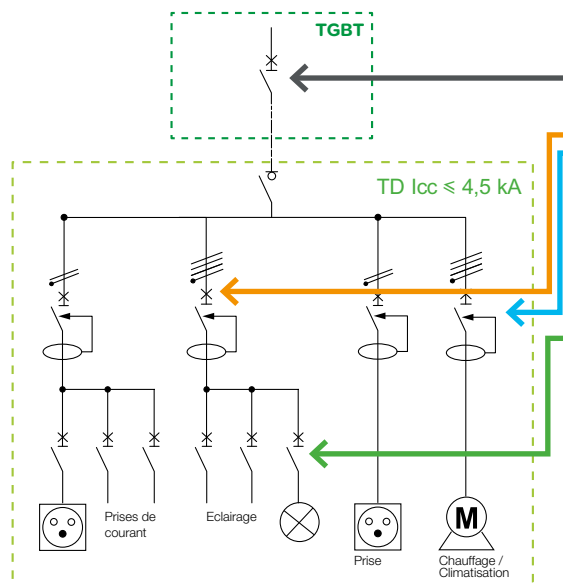 TGBT
TD Icc ⩽ 4,5 kA
Prises de
courant
Eclairage
Prise
M
Chauffage /
Climatisation